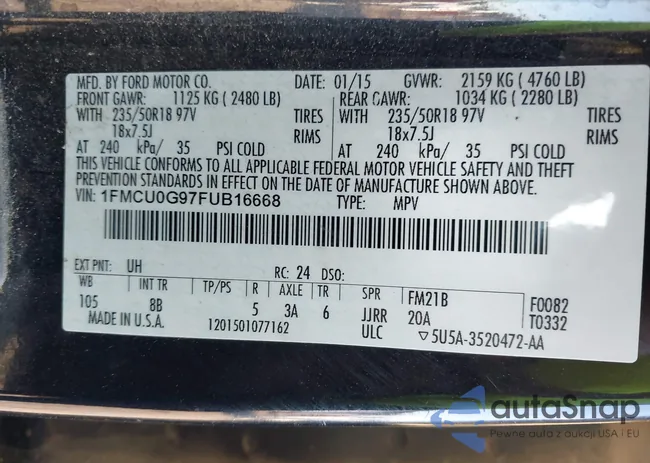 MFD. BY FORD MOTOR CO. DATE: 01/15 GVWR: 2159 KG ( 4760 LB)
FRONT GAWR: 1125 KG ( 2480 LB) REAR GAWR: 1034 KG ( 2280 LB)
WITH 235/50R18 97V TIRES WITH 235/50R18 97V TIRES
18x7.5J RIMS 18x7.5J RIMS
AT 240 kPa/ 35 PSI COLD AT 240 kPa/ 35 PSI COLD
THIS VEHICLE CONFORMS TO ALL APPLICABLE FEDERAL MOTOR VEHICLE SAFETY AND THEFT
PREVENTION STANDARDS IN EFFECT ON THE DATE OF MANUFACTURE SHOWN ABOVE.
VIN: 1FMCU0G97FUB16668 TYPE: MPV
EXT PNT: UH RC: 24 DSO:
WB INT TR TP/PS R AXLE TR SPR FM21B F0082
105 8B 5 3A 6 JJRR 20A T0332
MADE IN U.S.A. 1201501077162 ULC ▽5U5A-3520472-AA
autaSnap
Pewne auta z aukcji USA i EU